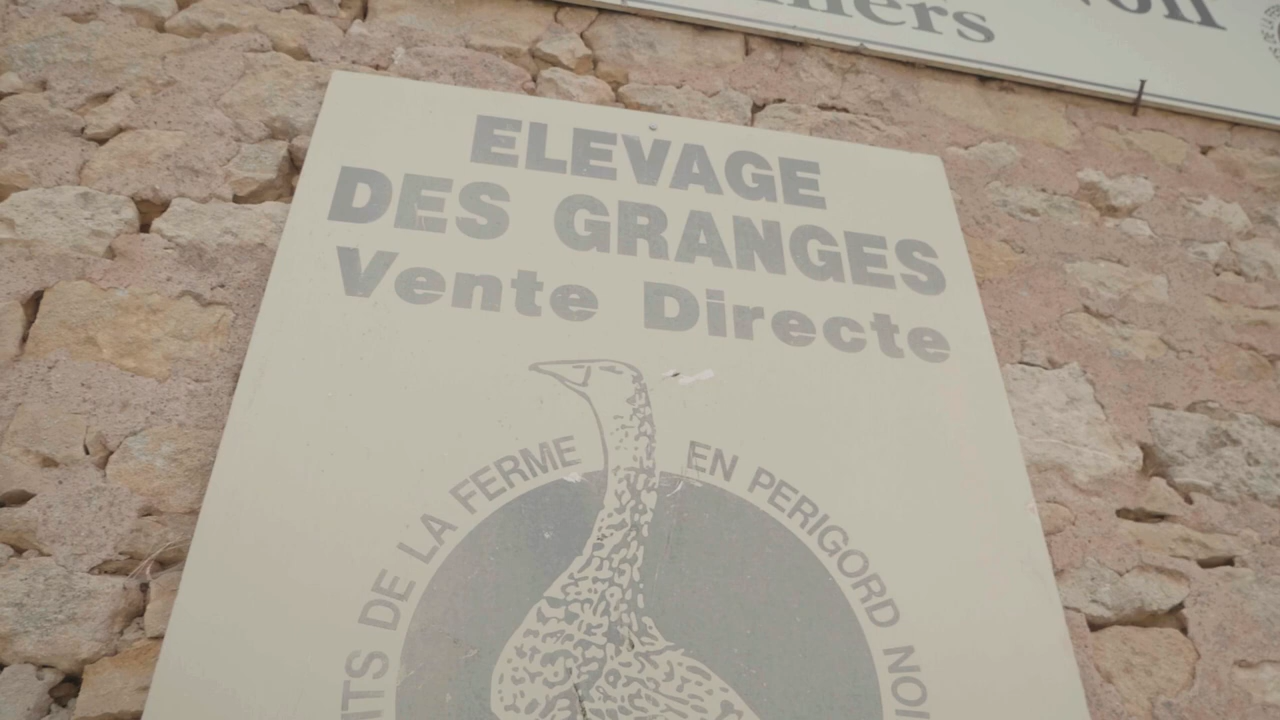 ELEVAGE
DES GRANGES
Vente Directe
DE LA FERME EN PERIGORD